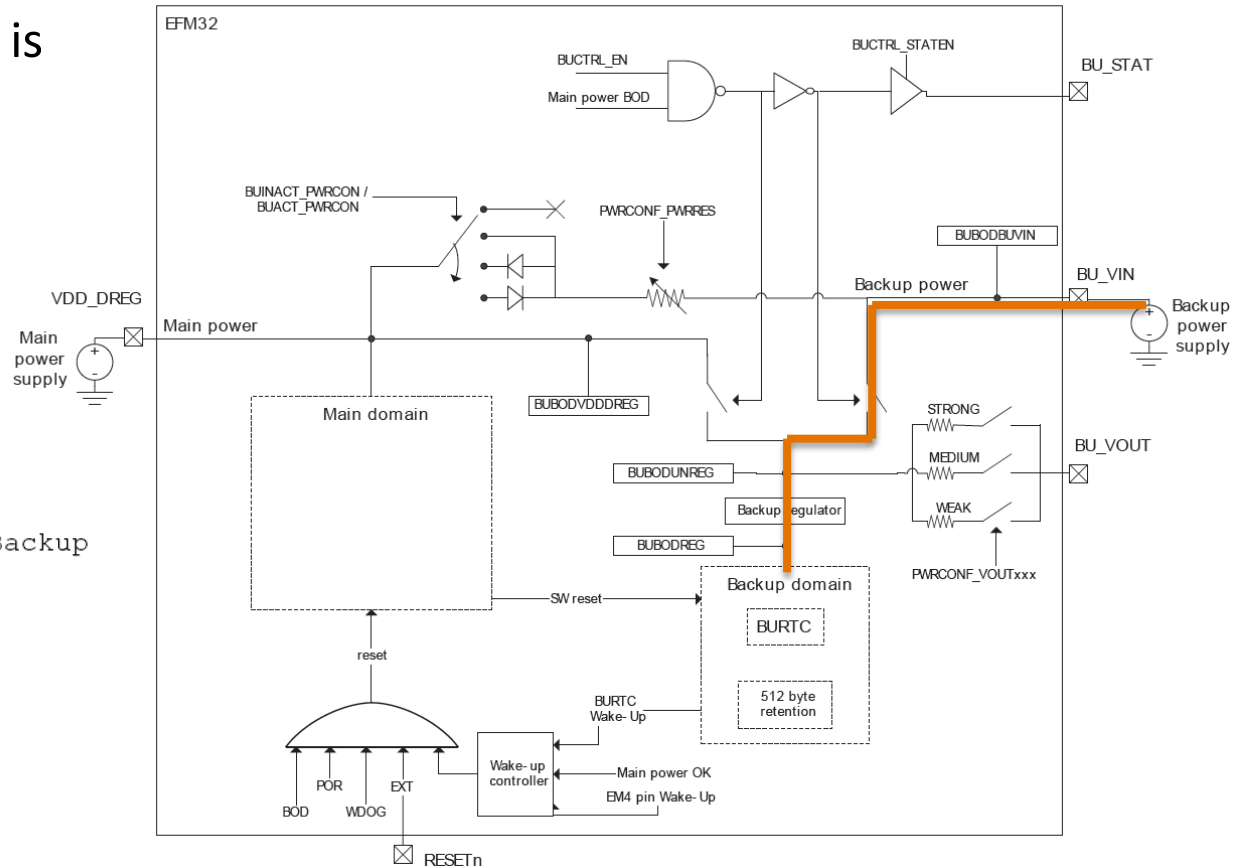 is
EFM32
BUCTRL_STATEN
BU_STAT
BUCTRL_EN
Main power BOD
BUINACT_PWRCON /
BUACT_PWRCON
PWRCONF_PWRRES
BUBODBUVIN
BU_VIN
Backup power
VDD_DREG
Main power
Backup
power
supply
Main
power
supply
+
-
+
-
Main domain
BUBODVDDDREG
STRONG
BU_VOUT
MEDIUM
BUBODUNREG
WEAK
Backup regulator
Backup
BUBODREG
PWRCONF_VOUTxxx
Backup domain
SW reset
BURTC
reset
512 byte
retention
BURTC
Wake-Up
Wake-up
controller
Main power OK
EM4 pin Wake-Up
BOD
POR
WDOG
EXT
RESETn